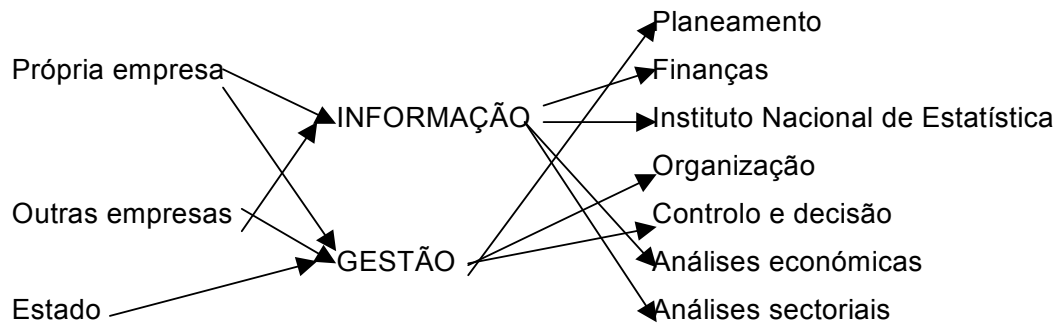 Planeamento
Própria empresa
Finanças
INFORMAÇÃO
Instituto Nacional de Estatística
Organização
Outras empresas
Controlo e decisão
GESTÃO
Análises económicas
Estado
Análises sectoriais